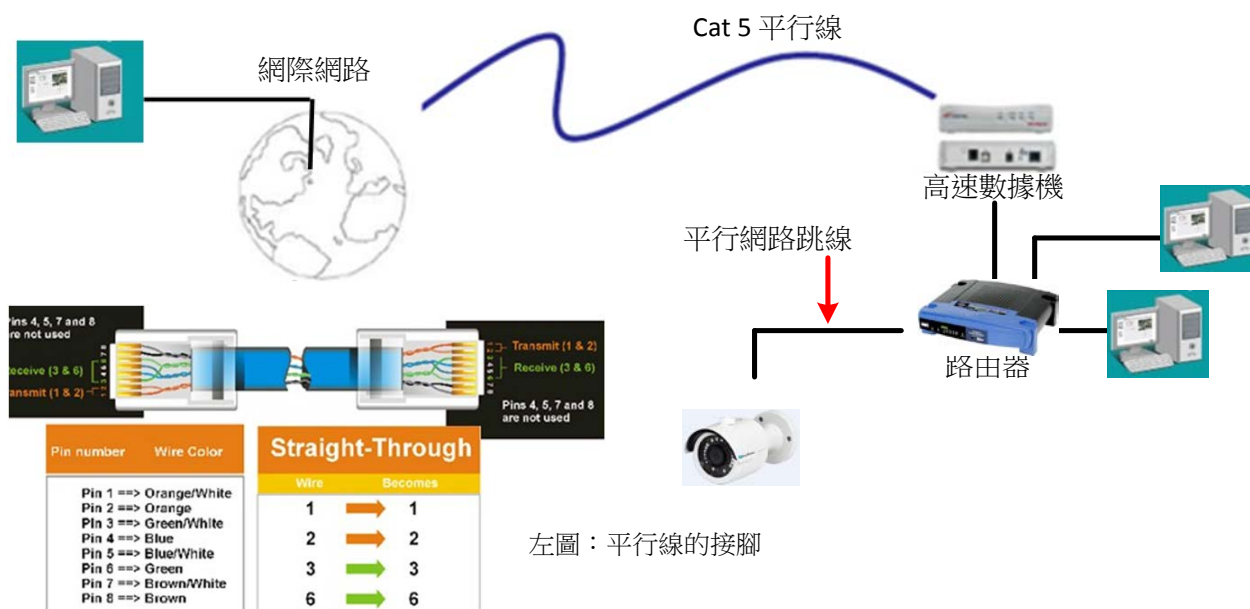 Cat 5 平行線
網際網路
高速數據機
平行網路跳線
路由器
Pins 4, 5, 7 and 8
are not used
Receive (3 & 6)
Transmit (1 & 2)
Transmit (1 & 2)
Receive (3 & 6)
Pins 4, 5, 7 and 8
are not used
Pin number Wire Color
Pin 1 ==> Orange/White
Pin 2 ==> Orange
Pin 3 ==> Green/White
Pin 4 ==> Blue
Pin 5 ==> Blue/White
Pin 6 ==> Green
Pin 7 ==> Brown/White
Pin 8 ==> Brown
Straight-Through
Wire Becomes
1 1
2 2
3 3
6 6
左圖：平行線的接腳